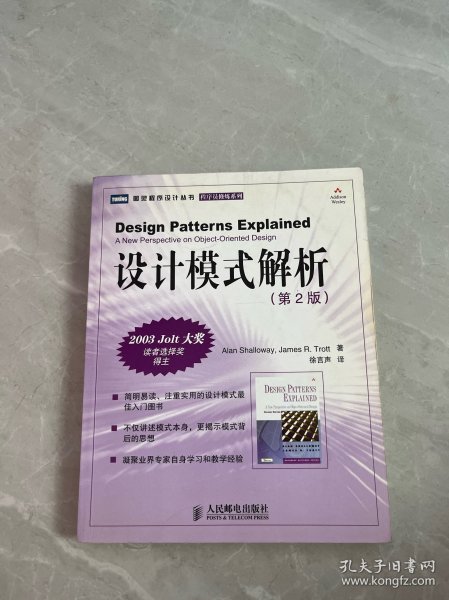 TURING 图灵程序设计丛书 程序员修炼系列
Addison
Wesley
Design Patterns Explained
A New Perspective on Object-Oriented Design
设计模式解析
(第2版)
2003 Jolt 大奖
读者选择奖
得主
Alan Shalloway, James R. Trott 著
徐言声 译
简明易读、注重实用的设计模式最
佳入门图书
不仅讲述模式本身，更揭示模式背
后的思想
凝聚业界专家自身学习和教学经验
DESIGN PATTERNS
EXPLAINED
人民邮电出版社
POSTS & TELECOM PRESS
孔夫子旧书网
www.kongfz.com